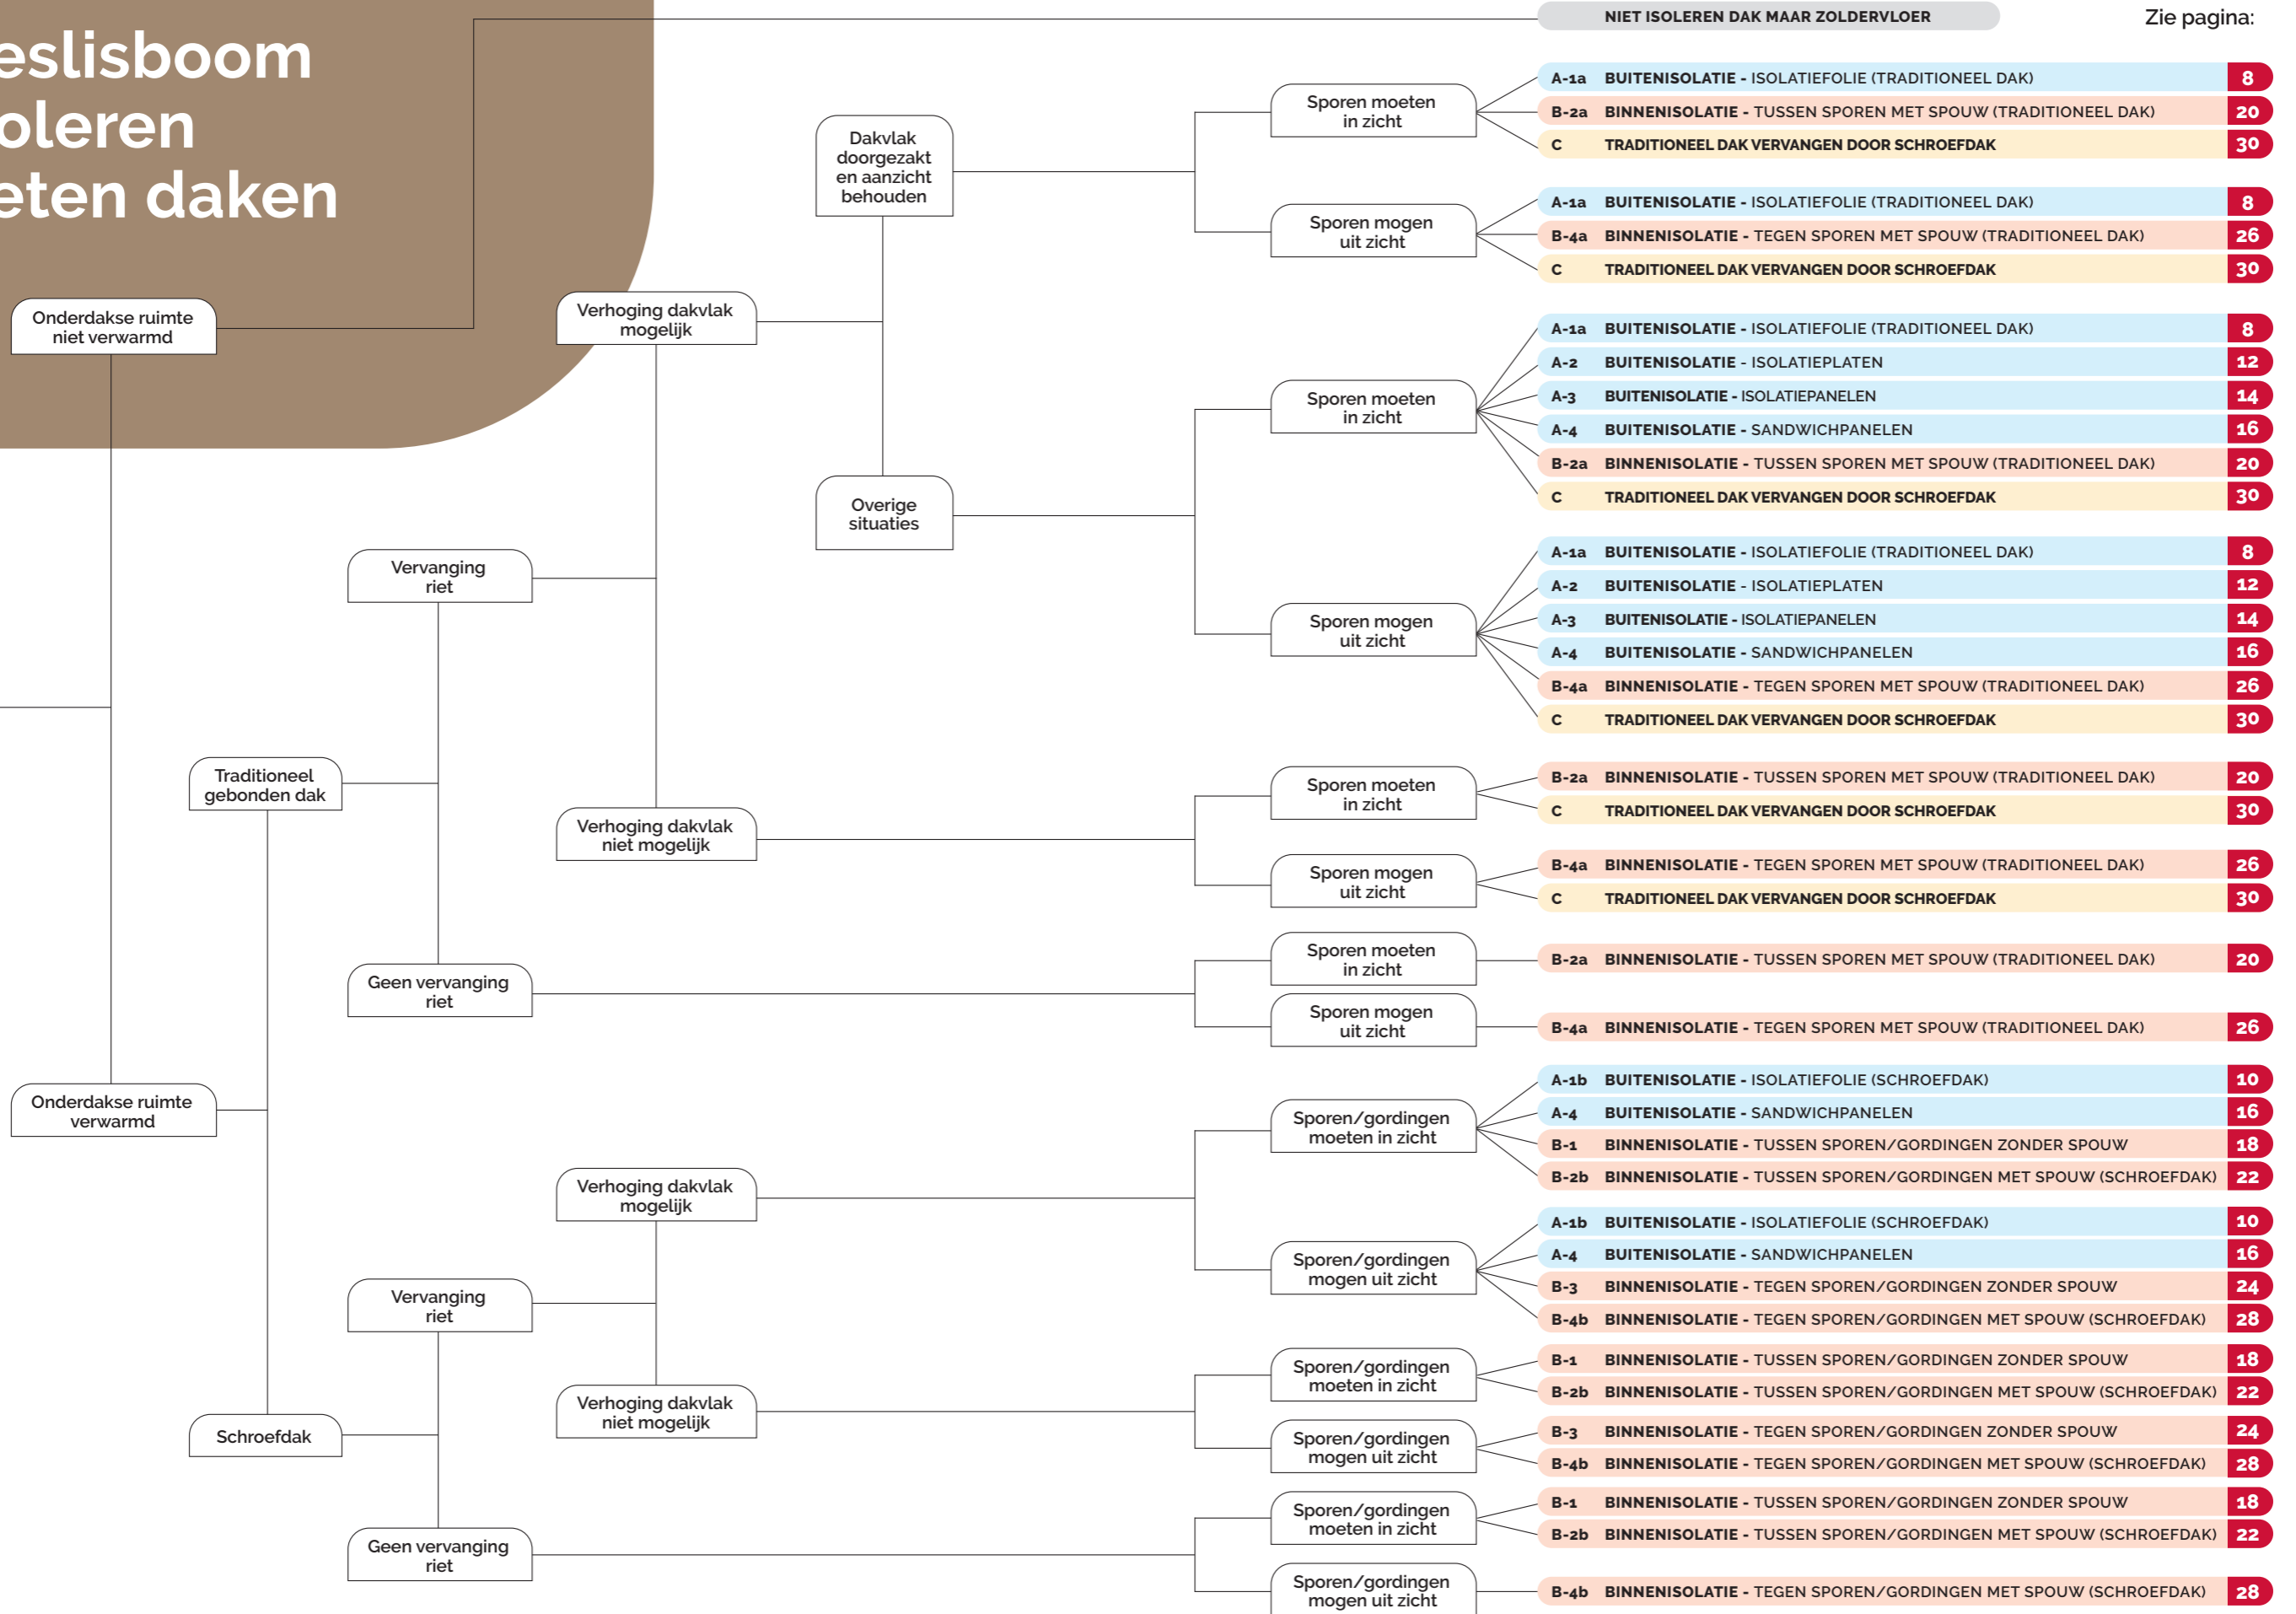 eslisboom
oleren
eten daken
NIET ISOLEREN DAK MAAR ZOLDERVLOER
Zie pagina:
Onderdakse ruimte
niet verwarmd
Onderdakse ruimte
verwarmd
Traditioneel
gebonden dak
Schroefdak
Vervanging
riet
Geen vervanging
riet
Vervanging
riet
Geen vervanging
riet
Verhoging dakvlak
mogelijk
Verhoging dakvlak
niet mogelijk
Verhoging dakvlak
mogelijk
Verhoging dakvlak
niet mogelijk
Dakvlak
doorgezakt
en aanzicht
behouden
Overige
situaties
Sporen moeten
in zicht
A-1a BUITENISOLATIE - ISOLATIEFOLIE (TRADITIONEEL DAK) 8
B-2a BINNENISOLATIE - TUSSEN SPOREN MET SPOUW (TRADITIONEEL DAK) 20
C TRADITIONEEL DAK VERVANGEN DOOR SCHROEFDAK 30
Sporen mogen
uit zicht
A-1a BUITENISOLATIE - ISOLATIEFOLIE (TRADITIONEEL DAK) 8
B-4a BINNENISOLATIE - TEGEN SPOREN MET SPOUW (TRADITIONEEL DAK) 26
C TRADITIONEEL DAK VERVANGEN DOOR SCHROEFDAK 30
Sporen moeten
in zicht
A-1a BUITENISOLATIE - ISOLATIEFOLIE (TRADITIONEEL DAK) 8
A-2 BUITENISOLATIE - ISOLATIEPLATEN 12
A-3 BUITENISOLATIE - ISOLATIEPANELEN 14
A-4 BUITENISOLATIE - SANDWICHPANELEN 16
B-2a BINNENISOLATIE - TUSSEN SPOREN MET SPOUW (TRADITIONEEL DAK) 20
C TRADITIONEEL DAK VERVANGEN DOOR SCHROEFDAK 30
Sporen mogen
uit zicht
A-1a BUITENISOLATIE - ISOLATIEFOLIE (TRADITIONEEL DAK) 8
A-2 BUITENISOLATIE - ISOLATIEPLATEN 12
A-3 BUITENISOLATIE - ISOLATIEPANELEN 14
A-4 BUITENISOLATIE - SANDWICHPANELEN 16
B-4a BINNENISOLATIE - TEGEN SPOREN MET SPOUW (TRADITIONEEL DAK) 26
C TRADITIONEEL DAK VERVANGEN DOOR SCHROEFDAK 30
Sporen moeten
in zicht
B-2a BINNENISOLATIE - TUSSEN SPOREN MET SPOUW (TRADITIONEEL DAK) 20
C TRADITIONEEL DAK VERVANGEN DOOR SCHROEFDAK 30
Sporen mogen
uit zicht
B-4a BINNENISOLATIE - TEGEN SPOREN MET SPOUW (TRADITIONEEL DAK) 26
C TRADITIONEEL DAK VERVANGEN DOOR SCHROEFDAK 30
Sporen moeten
in zicht
B-2a BINNENISOLATIE - TUSSEN SPOREN MET SPOUW (TRADITIONEEL DAK) 20
Sporen mogen
uit zicht
B-4a BINNENISOLATIE - TEGEN SPOREN MET SPOUW (TRADITIONEEL DAK) 26
Sporen/gordingen
moeten in zicht
A-1b BUITENISOLATIE - ISOLATIEFOLIE (SCHROEFDAK) 10
A-4 BUITENISOLATIE - SANDWICHPANELEN 16
B-1 BINNENISOLATIE - TUSSEN SPOREN/GORDINGEN ZONDER SPOUW 18
B-2b BINNENISOLATIE - TUSSEN SPOREN/GORDINGEN MET SPOUW (SCHROEFDAK) 22
Sporen/gordingen
mogen uit zicht
A-1b BUITENISOLATIE - ISOLATIEFOLIE (SCHROEFDAK) 10
A-4 BUITENISOLATIE - SANDWICHPANELEN 16
B-3 BINNENISOLATIE - TEGEN SPOREN/GORDINGEN ZONDER SPOUW 24
B-4b BINNENISOLATIE - TEGEN SPOREN/GORDINGEN MET SPOUW (SCHROEFDAK) 28
Sporen/gordingen
moeten in zicht
B-1 BINNENISOLATIE - TUSSEN SPOREN/GORDINGEN ZONDER SPOUW 18
B-2b BINNENISOLATIE - TUSSEN SPOREN/GORDINGEN MET SPOUW (SCHROEFDAK) 22
Sporen/gordingen
mogen uit zicht
B-3 BINNENISOLATIE - TEGEN SPOREN/GORDINGEN ZONDER SPOUW 24
B-4b BINNENISOLATIE - TEGEN SPOREN/GORDINGEN MET SPOUW (SCHROEFDAK) 28
Sporen/gordingen
moeten in zicht
B-1 BINNENISOLATIE - TUSSEN SPOREN/GORDINGEN ZONDER SPOUW 18
B-2b BINNENISOLATIE - TUSSEN SPOREN/GORDINGEN MET SPOUW (SCHROEFDAK) 22
Sporen/gordingen
mogen uit zicht
B-4b BINNENISOLATIE - TEGEN SPOREN/GORDINGEN MET SPOUW (SCHROEFDAK) 28